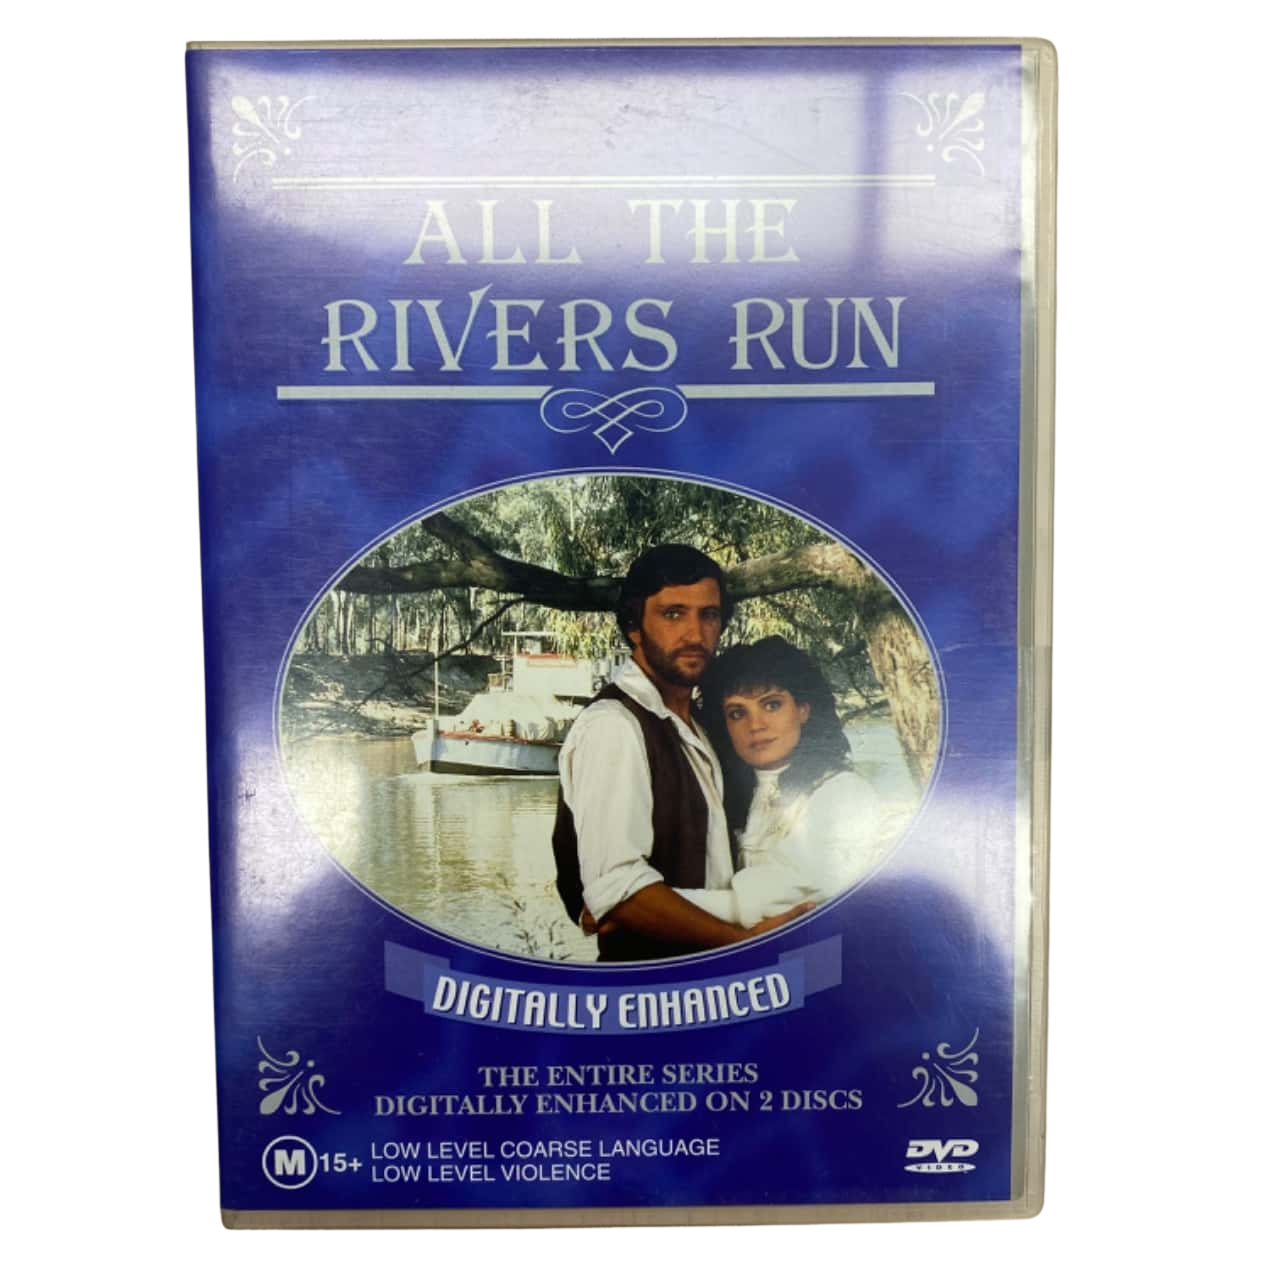 ALL THE
RIVERS RUN
DIGITALLY ENHANCED
THE ENTIRE SERIES
DIGITALLY ENHANCED ON 2 DISCS
M 15+ LOW LEVEL COARSE LANGUAGE
LOW LEVEL VIOLENCE
DVD
VIDEO